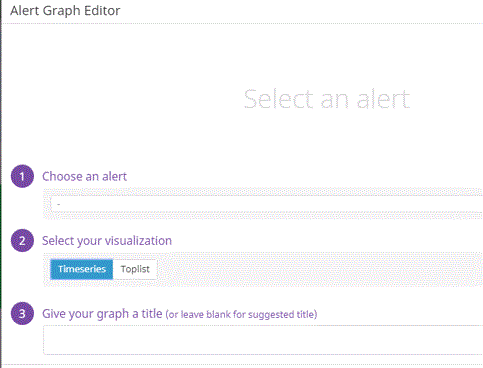 Alert Graph Editor
Select an alert
1 Choose an alert
-
2 Select your visualization
Timeseries Toplist
3 Give your graph a title (or leave blank for suggested title)